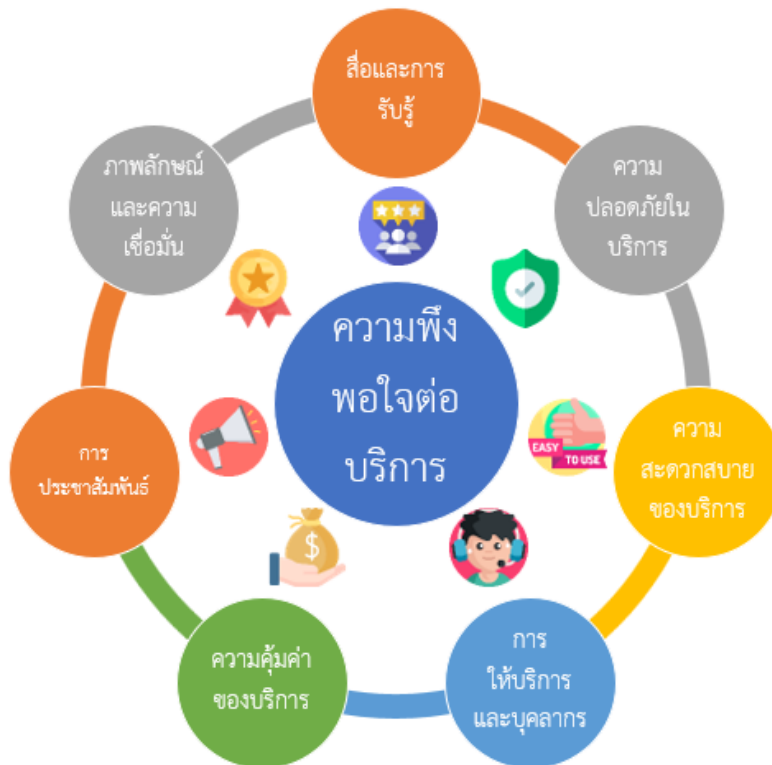 สื่อและการ
รับรู้
ความ
ปลอดภัยใน
บริการ
ความ
สะดวกสบาย
ของบริการ
การ
ให้บริการ
และบุคลากร
ความคุ้มค่า
ของบริการ
การ
ประชาสัมพันธ์
ภาพลักษณ์
และความ
เชื่อมั่น
ความพึง
พอใจต่อ
บริการ
EASY
TO USE
$